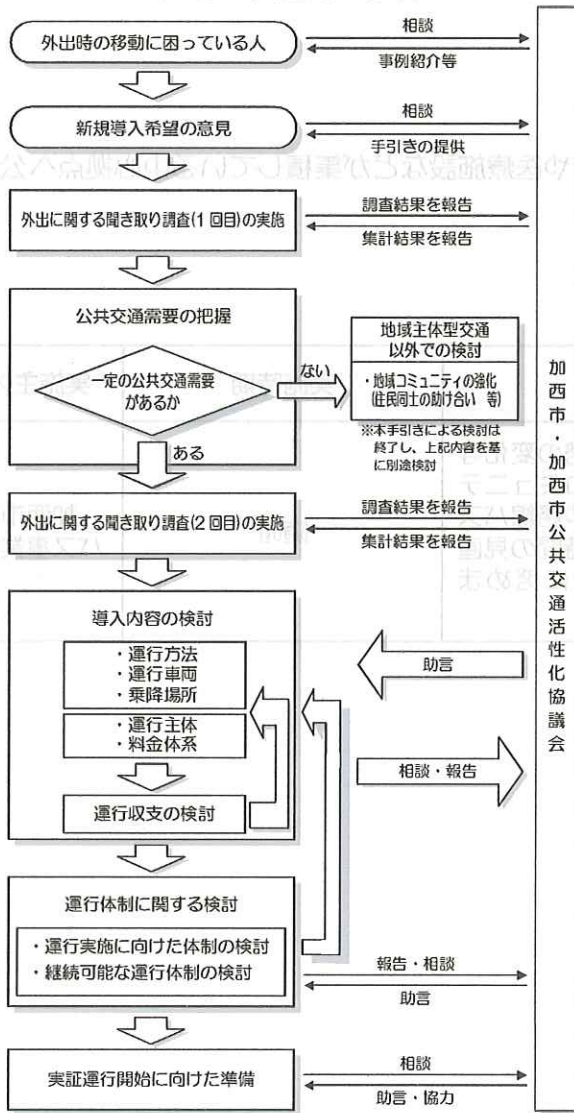 外出時の移動に困っている人
相談
事例紹介等
新規導入希望の意見
相談
手引きの提供
外出に関する聞き取り調査(1回目)の実施
調査結果を報告
集計結果を報告
公共交通需要の把握
一定の公共交通需要
があるか
ない
ある
地域主体型交通
以外での検討
・地域コミュニティの強化
(住民同士の助け合い 等)
※本手引きによる検討は
終了し、上記内容を基
に別途検討
外出に関する聞き取り調査(2回目)の実施
調査結果を報告
集計結果を報告
導入内容の検討
・運行方法
・運行車両
・乗降場所
・運行主体
・料金体系
運行収支の検討
助言
相談・報告
運行体制に関する検討
・運行実施に向けた体制の検討
・継続可能な運行体制の検討
報告・相談
助言
実証運行開始に向けた準備
相談
助言・協力
加西市・加西市公共交通活性化協議会